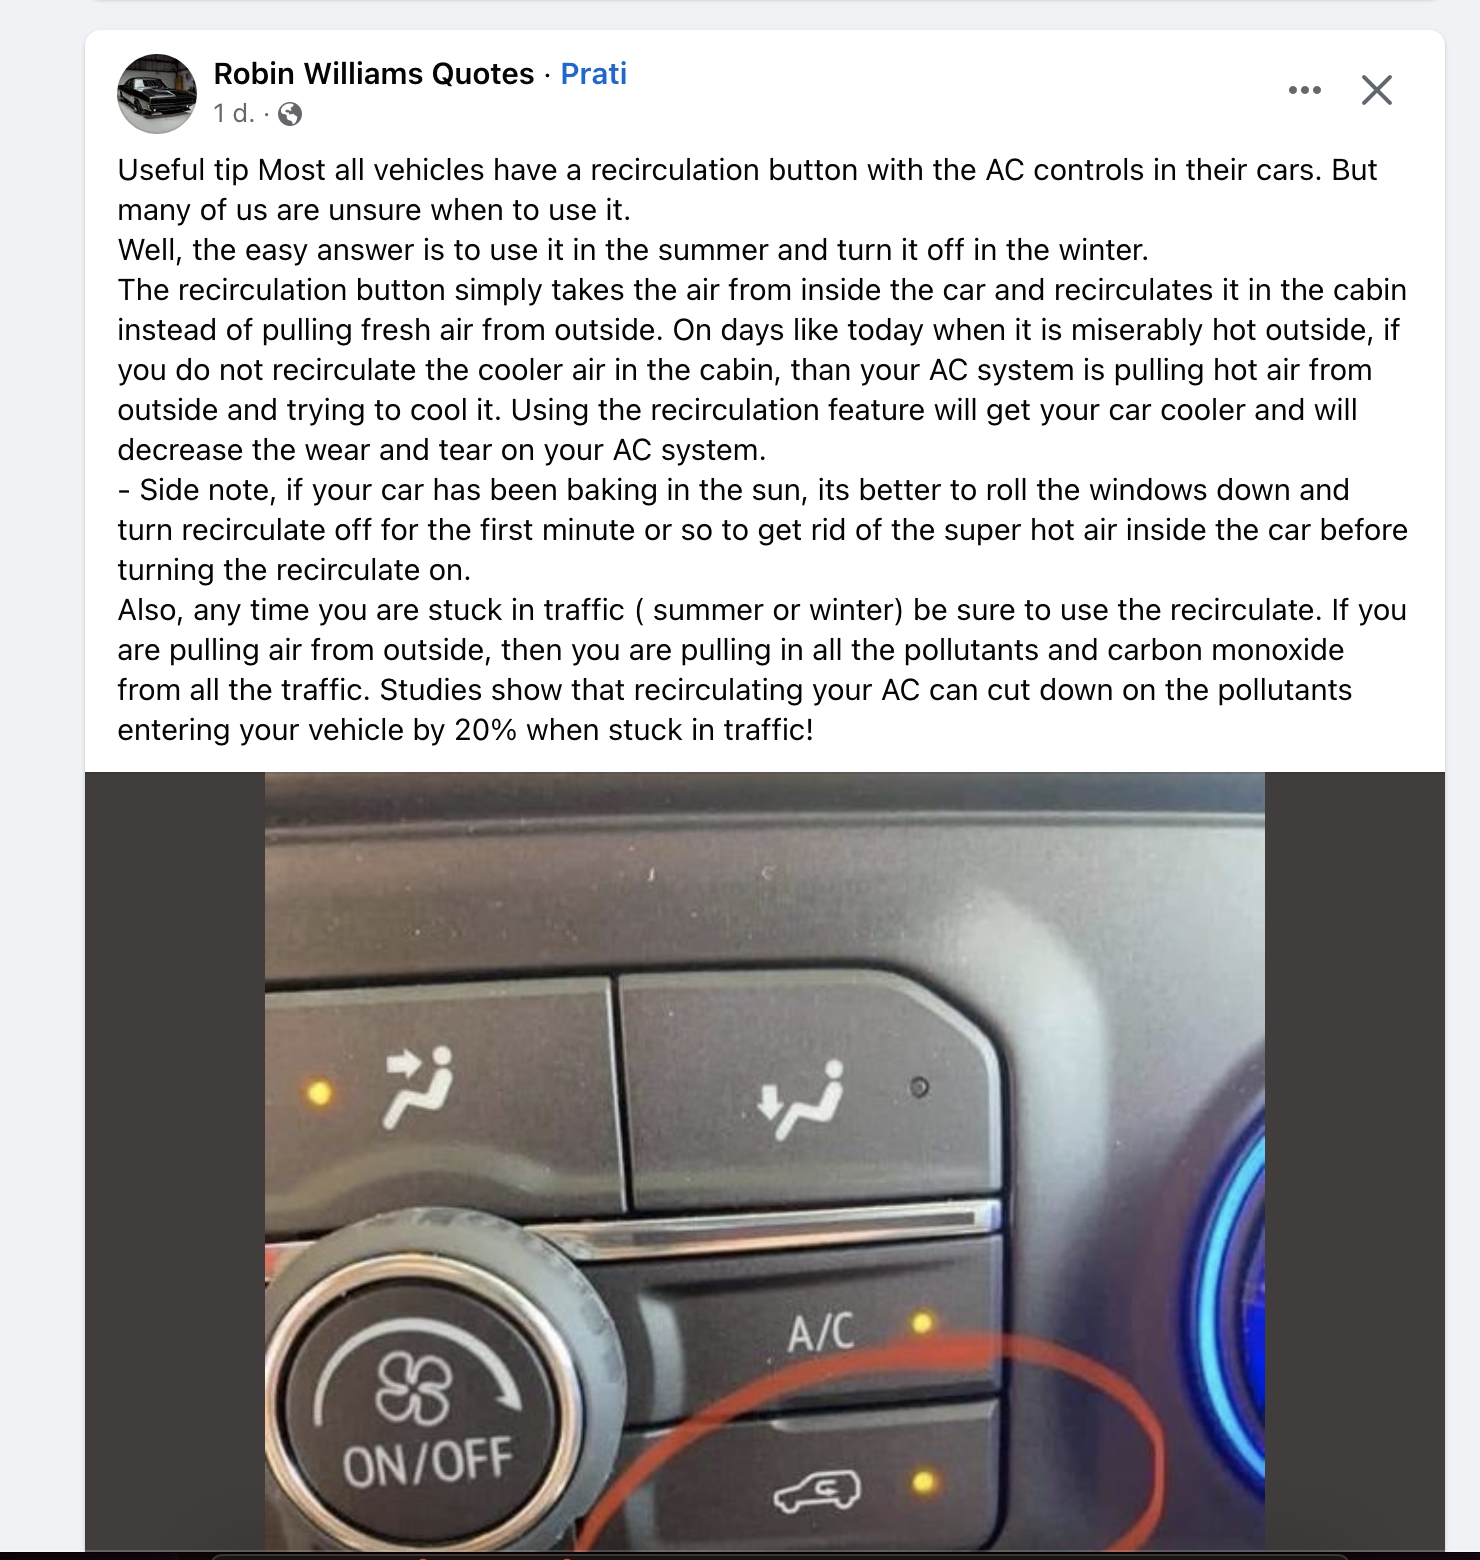 Robin Williams Quotes · Prati
1 d. ·
Useful tip Most all vehicles have a recirculation button with the AC controls in their cars. But
many of us are unsure when to use it.
Well, the easy answer is to use it in the summer and turn it off in the winter.
The recirculation button simply takes the air from inside the car and recirculates it in the cabin
instead of pulling fresh air from outside. On days like today when it is miserably hot outside, if
you do not recirculate the cooler air in the cabin, than your AC system is pulling hot air from
outside and trying to cool it. Using the recirculation feature will get your car cooler and will
decrease the wear and tear on your AC system.
- Side note, if your car has been baking in the sun, its better to roll the windows down and
turn recirculate off for the first minute or so to get rid of the super hot air inside the car before
turning the recirculate on.
Also, any time you are stuck in traffic ( summer or winter) be sure to use the recirculate. If you
are pulling air from outside, then you are pulling in all the pollutants and carbon monoxide
from all the traffic. Studies show that recirculating your AC can cut down on the pollutants
entering your vehicle by 20% when stuck in traffic!
A/C
ON/OFF